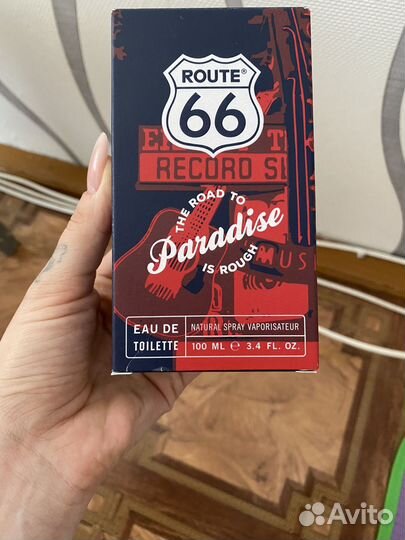 ROUTE®
66
RECORD
THE ROAD TO
Paradise
IS ROUGH
MUS
EAU DE
TOILETTE
NATURAL SPRAY VAPORISATEUR
100 ML ℮ 3.4 FL. OZ.
Avito